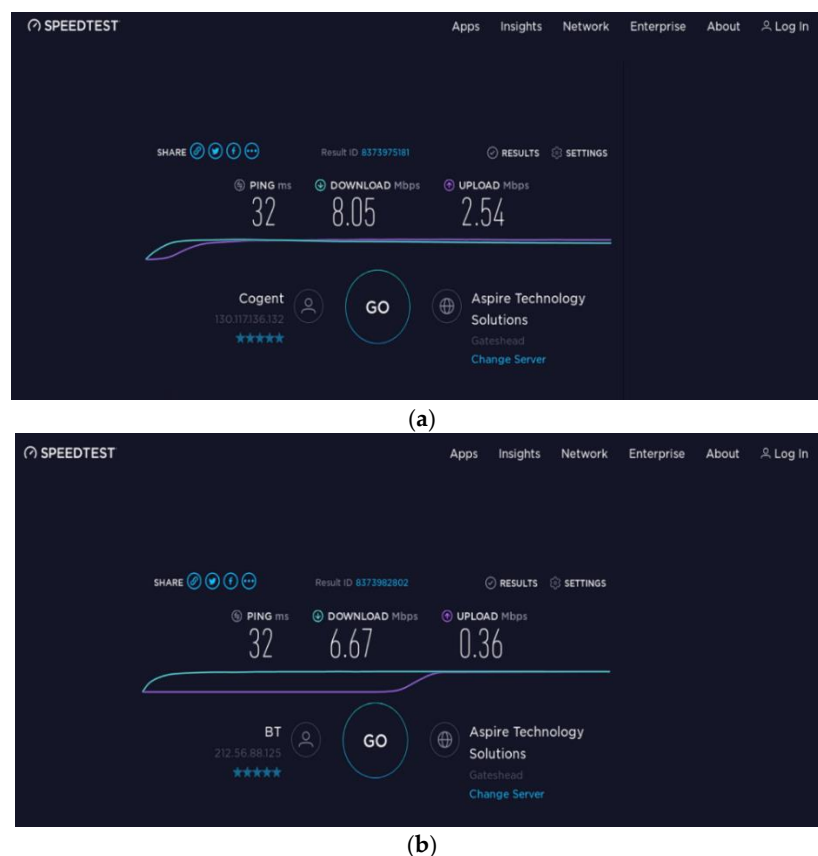 SPEEDTEST Apps Insights Network Enterprise About Log In
SHARE Result ID 8373975181 RESULTS SETTINGS
PING ms DOWNLOAD Mbps UPLOAD Mbps
32 8.05 2.54
Cogent GO Aspire Technology
130.117.136.132 Solutions
Gateshead
Change Server
(a)
SPEEDTEST Apps Insights Network Enterprise About Log In
SHARE Result ID 8373982802 RESULTS SETTINGS
PING ms DOWNLOAD Mbps UPLOAD Mbps
32 6.67 0.36
BT GO Aspire Technology
212.56.88.125 Solutions
Gateshead
Change Server
(b)